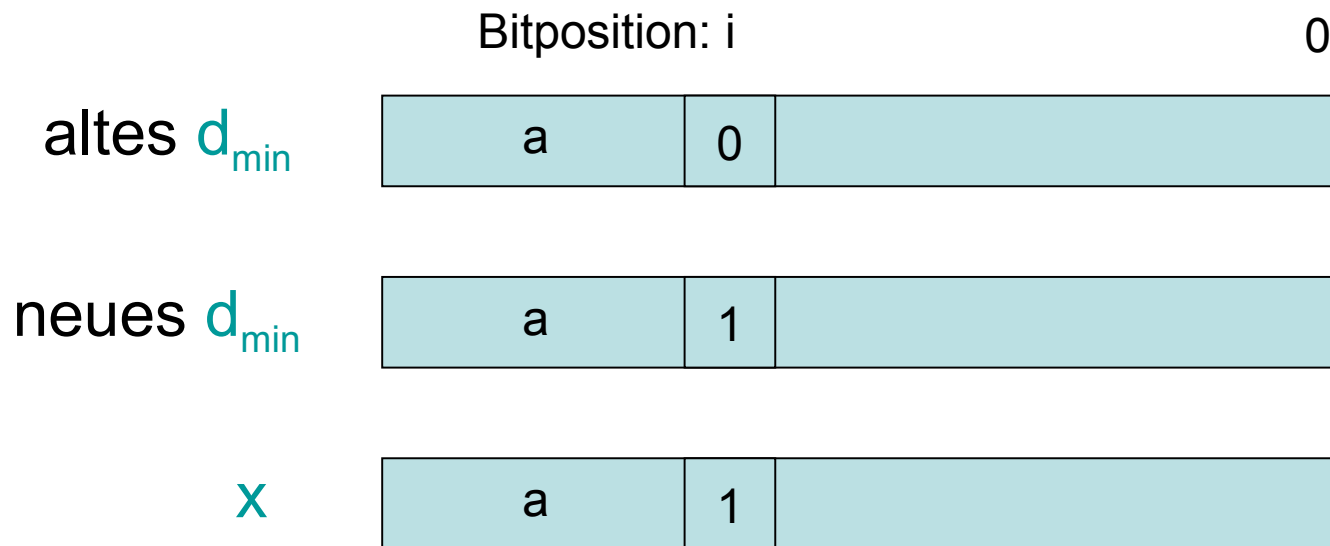 Bitposition: i 0
altes dmin a 0
neues dmin a 1
x a 1